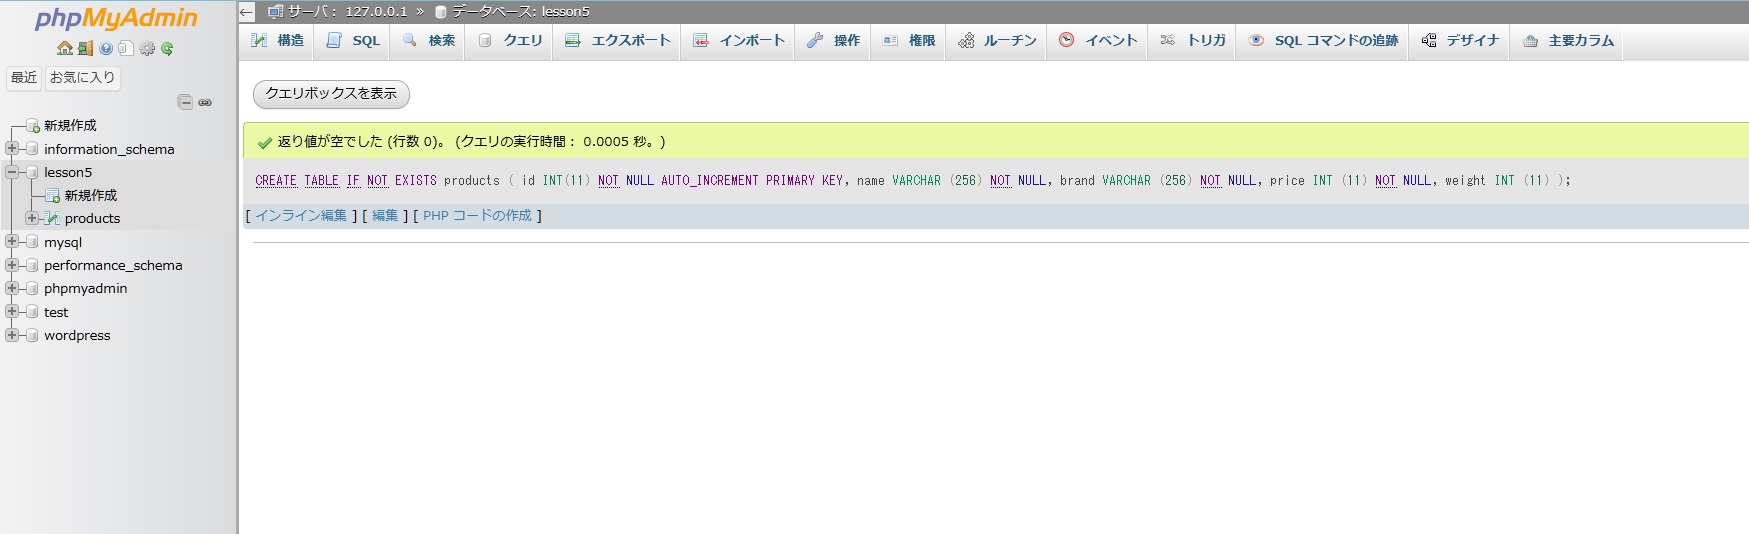 phpMyAdmin
最近 お気に入り
新規作成
information_schema
lesson5
新規作成
products
mysql
performance_schema
phpmyadmin
test
wordpress
サーバ: 127.0.0.1 » データベース: lesson5
構造 SQL 検索 クエリ エクスポート インポート 操作 権限 ルーチン イベント トリガ SQL コマンドの追跡 デザイナ 主要カラム
クエリボックスを表示
返り値が空でした (行数 0)。 (クエリの実行時間： 0.0005 秒。)
CREATE TABLE IF NOT EXISTS products ( id INT(11) NOT NULL AUTO_INCREMENT PRIMARY KEY, name VARCHAR (256) NOT NULL, brand VARCHAR (256) NOT NULL, price INT (11) NOT NULL, weight INT (11) );
[ インライン編集 ] [ 編集 ] [ PHP コードの作成 ]